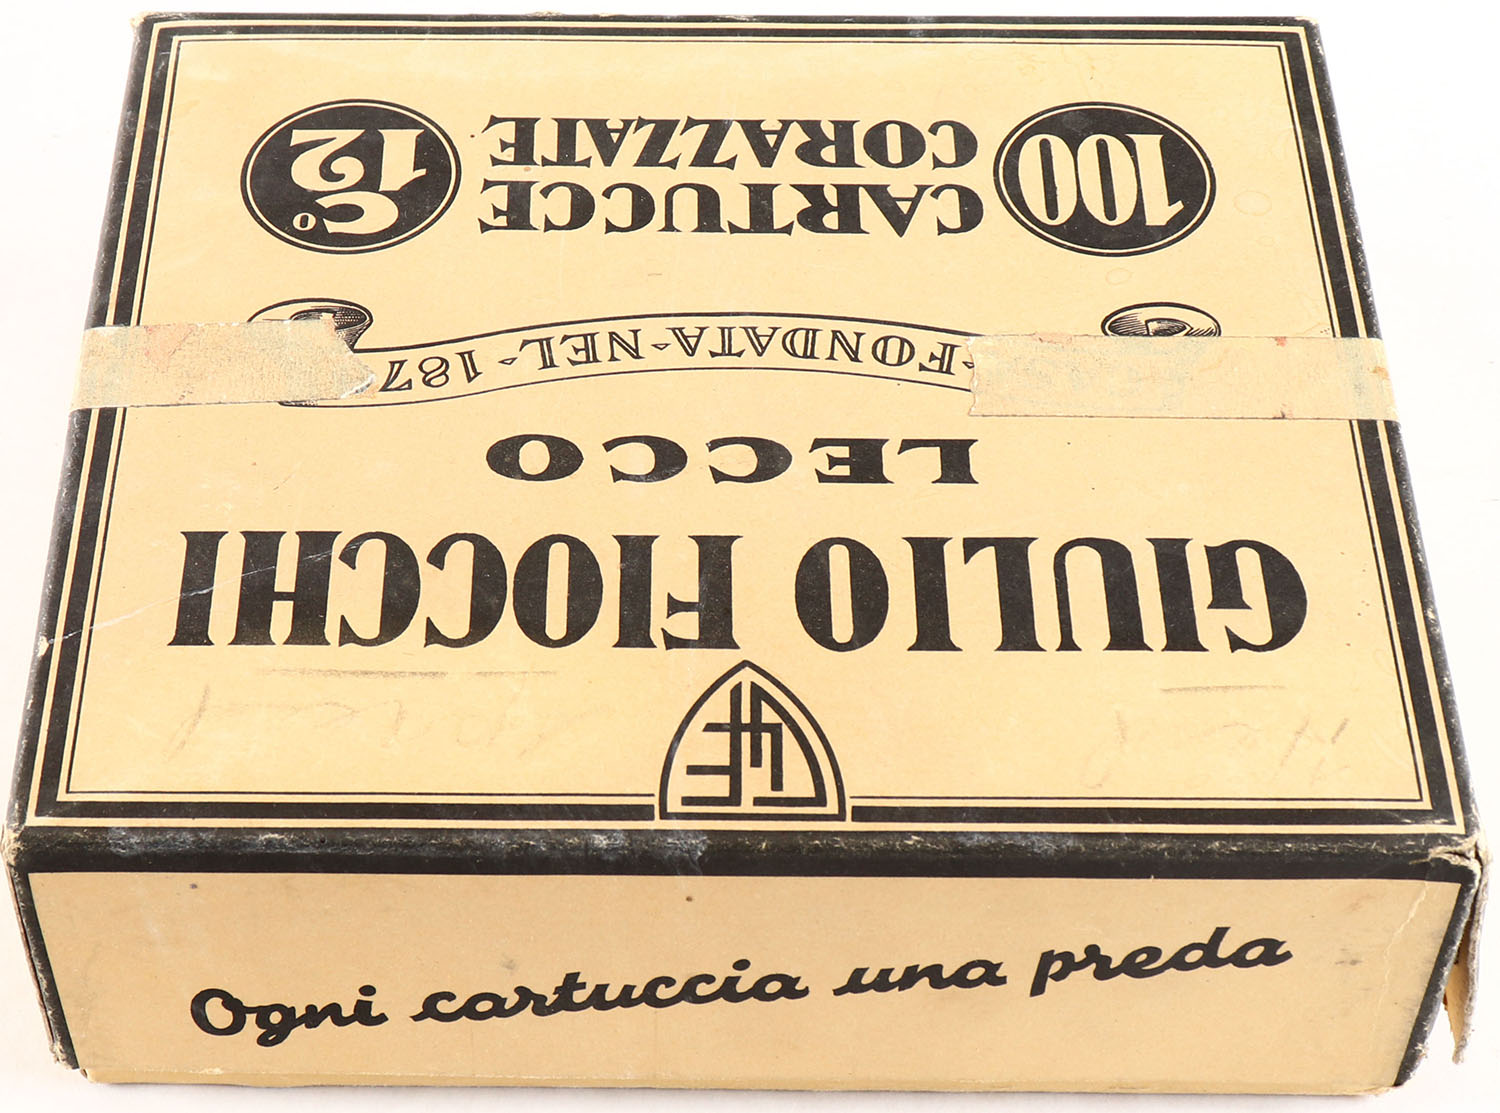 GIULIO FIOCCHI
LECCO
·FONDATA·NEL·187
100
CARTUCCE
CORAZZATE
C°
12
Ogni cartuccia una preda